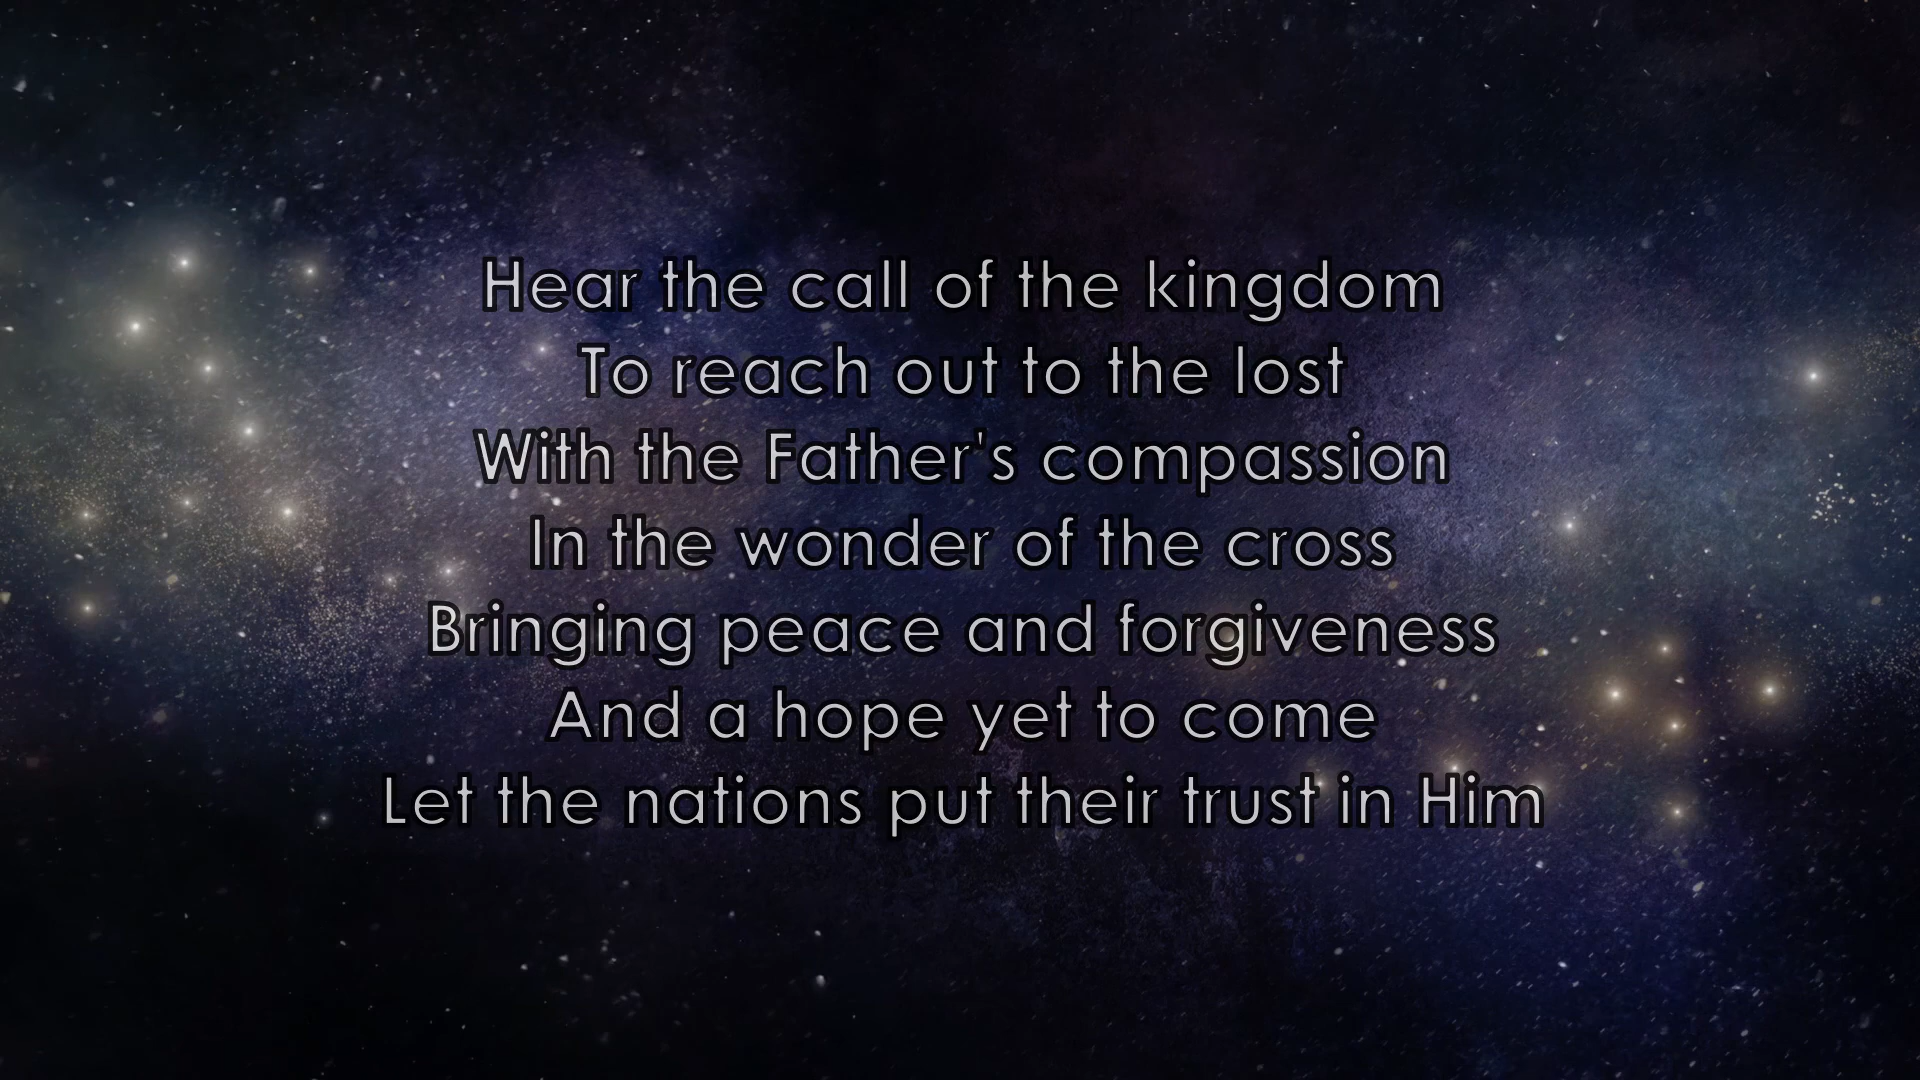 Hear the call of the kingdom
To reach out to the lost
With the Father's compassion
In the wonder of the cross
Bringing peace and forgiveness
And a hope yet to come
Let the nations put their trust in Him